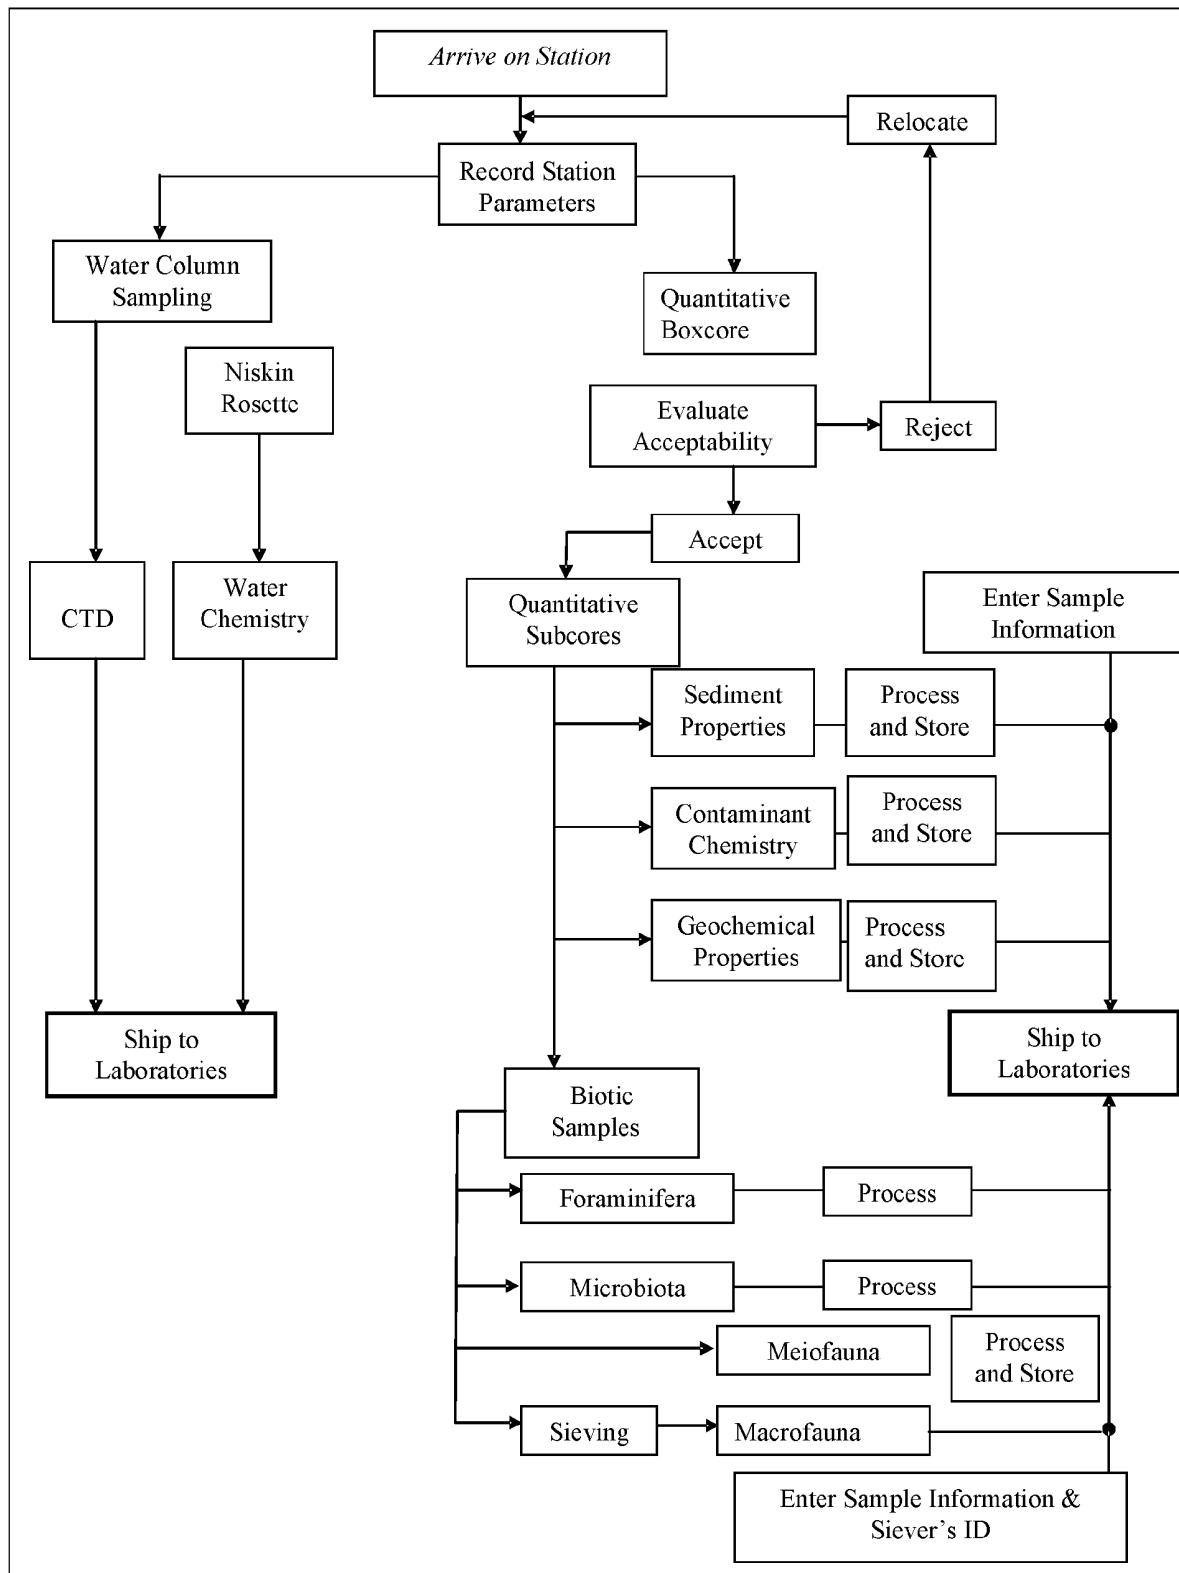 Arrive on Station
Relocate
Record Station
Parameters
Water Column
Sampling
Quantitative
Boxcore
Niskin
Rosette
Evaluate
Acceptability
Reject
Accept
CTD
Water
Chemistry
Quantitative
Subcores
Enter Sample
Information
Sediment
Properties
Process
and Store
Contaminant
Chemistry
Process
and Store
Geochemical
Properties
Process
and Store
Ship to
Laboratories
Ship to
Laboratories
Biotic
Samples
Foraminifera
Process
Microbiota
Process
Meiofauna
Process
and Store
Sieving
Macrofauna
Enter Sample Information &
Siever's ID